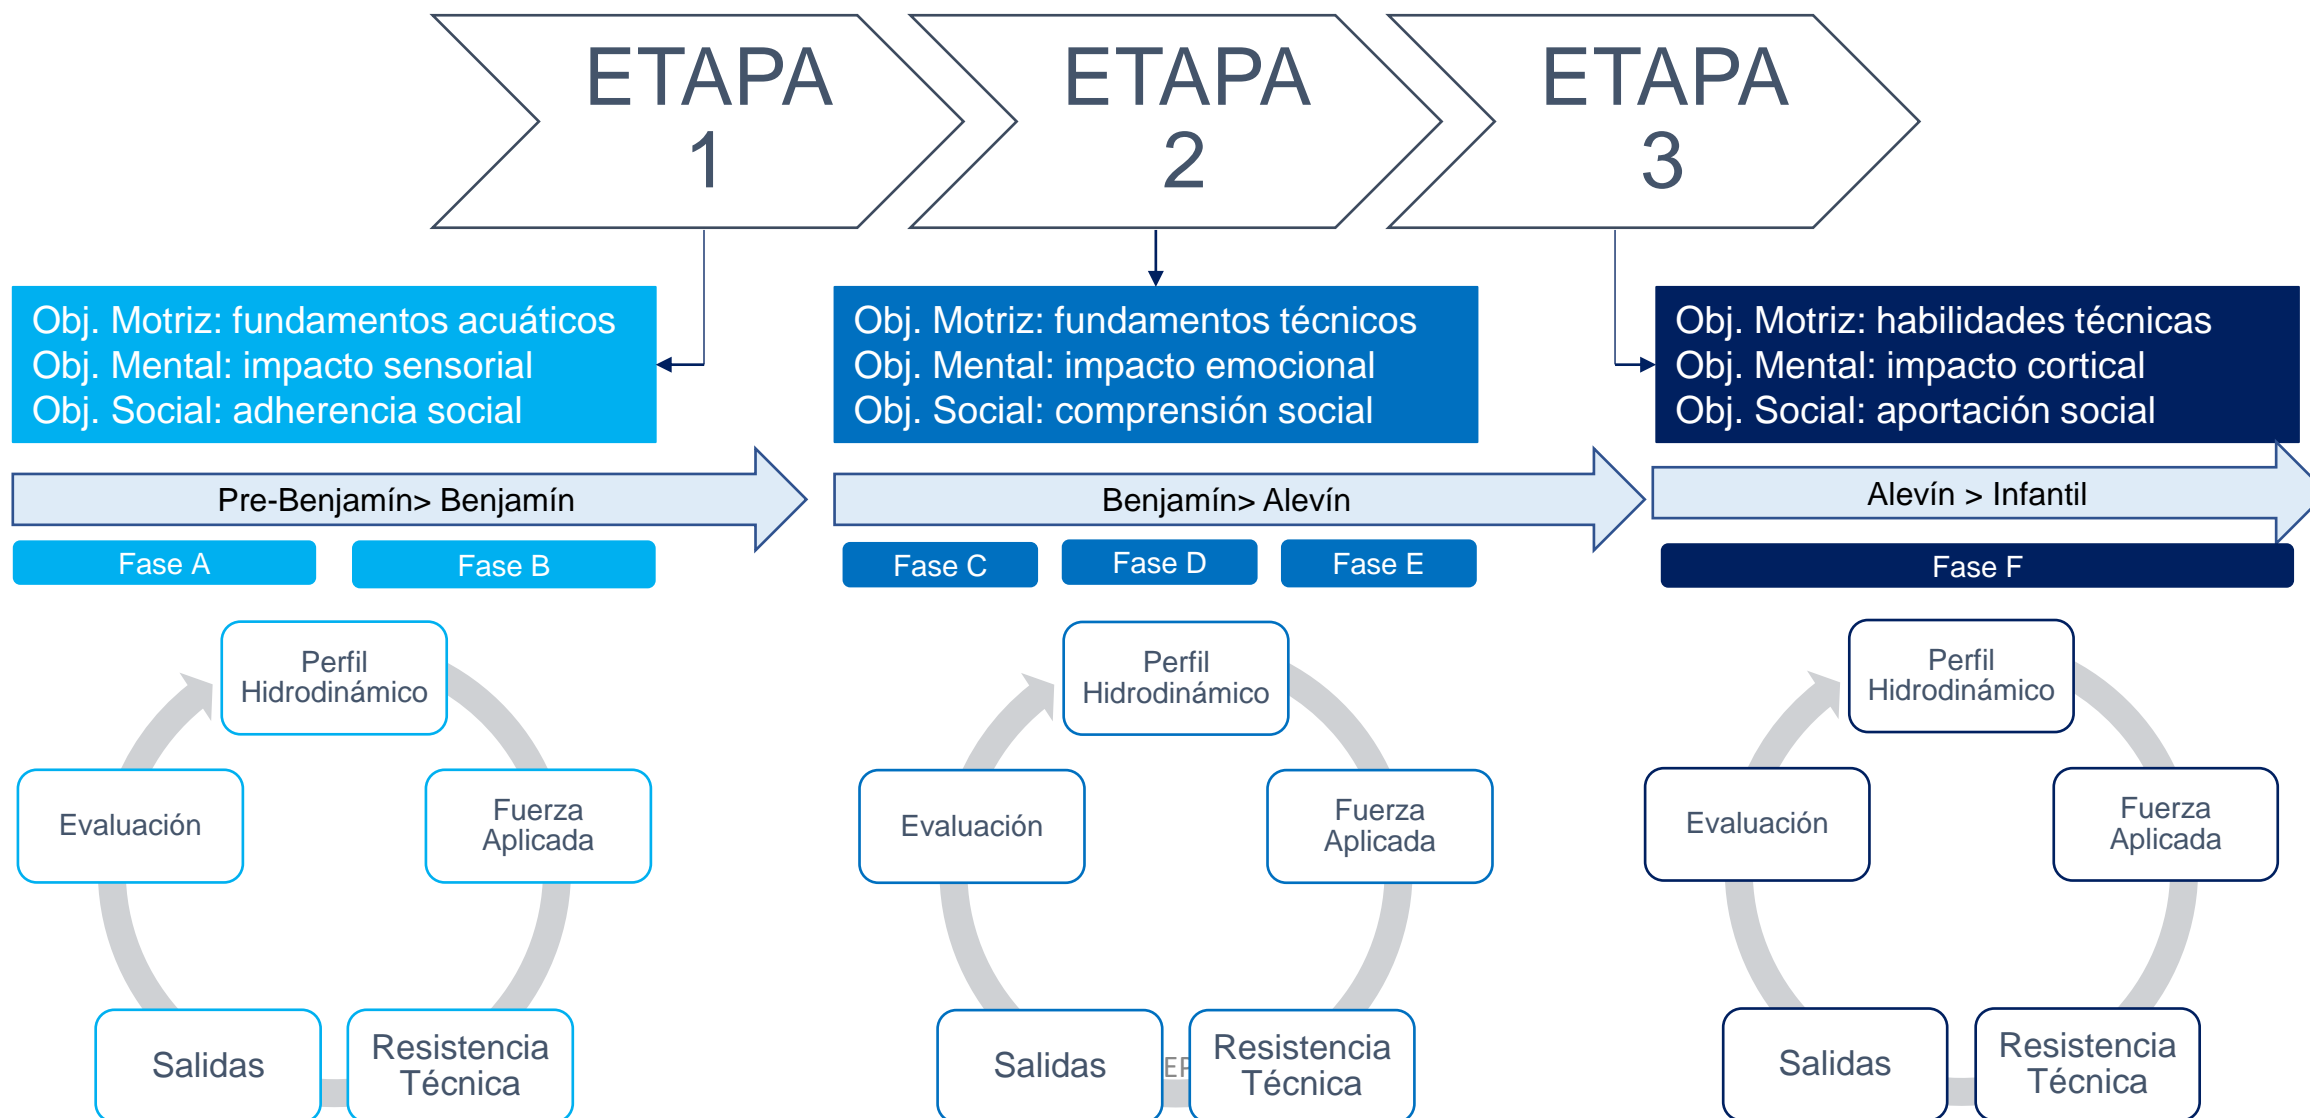 ETAPA
1
ETAPA
2
ETAPA
3
Obj. Motriz: fundamentos acuáticos
Obj. Mental: impacto sensorial
Obj. Social: adherencia social
Obj. Motriz: fundamentos técnicos
Obj. Mental: impacto emocional
Obj. Social: comprensión social
Obj. Motriz: habilidades técnicas
Obj. Mental: impacto cortical
Obj. Social: aportación social
Pre-Benjamín> Benjamín
Benjamín> Alevín
Alevín > Infantil
Fase A
Fase B
Fase C
Fase D
Fase E
Fase F
Perfil
Hidrodinámico
Fuerza
Aplicada
Resistencia
Técnica
Salidas
Evaluación
Perfil
Hidrodinámico
Fuerza
Aplicada
Resistencia
Técnica
Salidas
Evaluación
Perfil
Hidrodinámico
Fuerza
Aplicada
Resistencia
Técnica
Salidas
Evaluación